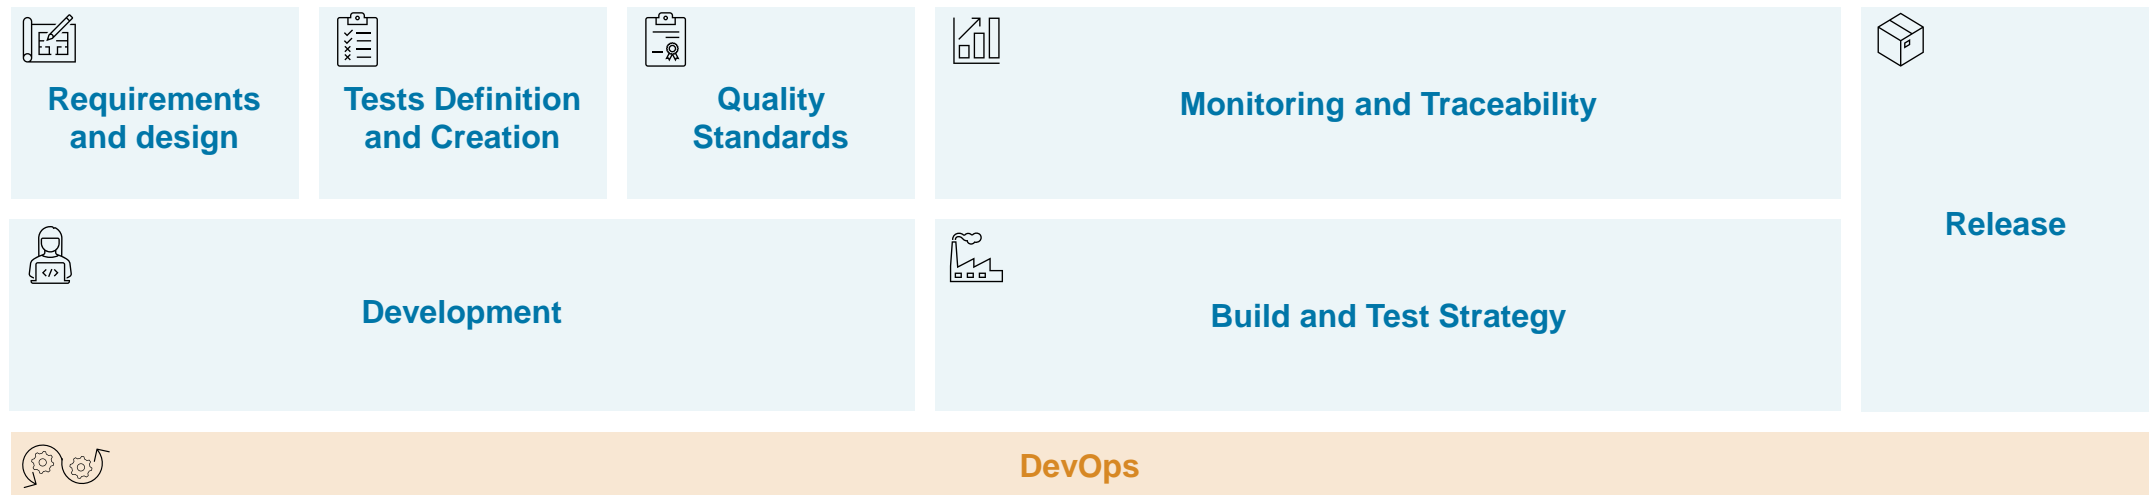 Requirements
and design
Tests Definition
and Creation
Quality
Standards
Monitoring and Traceability
Release
Development
Build and Test Strategy
DevOps